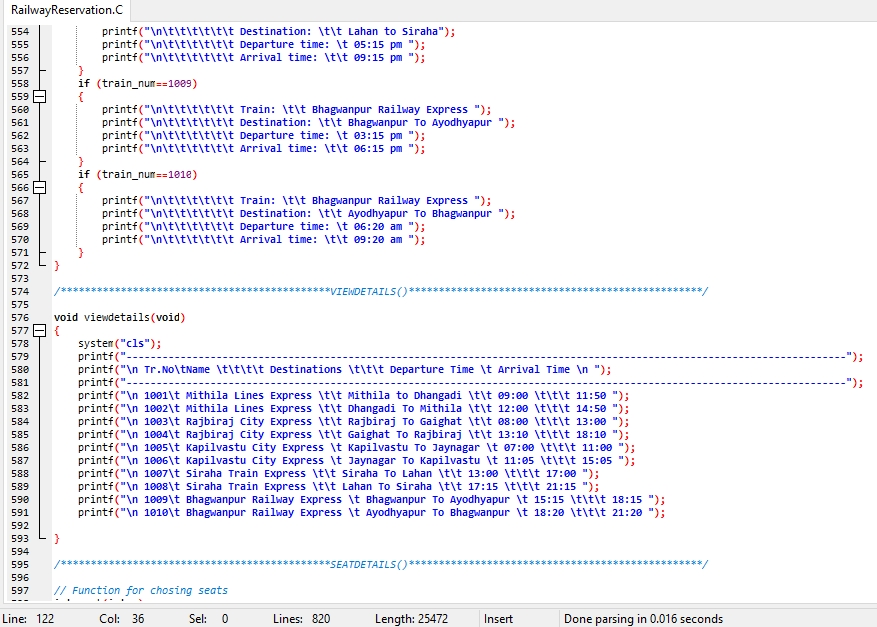 RailwayReservation.C
554 printf("\n\t\t\t\t\t\t Destination: \t\t Lahan to Siraha");
555 printf("\n\t\t\t\t\t\t Departure time: \t 05:15 pm ");
556 printf("\n\t\t\t\t\t\t Arrival time: \t\t 09:15 pm ");
557 }
558 if (train_num==1009)
559 {
560 printf("\n\t\t\t\t\t\t Train: \t\t Bhagwanpur Railway Express ");
561 printf("\n\t\t\t\t\t\t Destination: \t\t Bhagwanpur To Ayodhyapur ");
562 printf("\n\t\t\t\t\t\t Departure time: \t 03:15 pm ");
563 printf("\n\t\t\t\t\t\t Arrival time: \t\t 06:15 pm ");
564 }
565 if (train_num==1010)
566 {
567 printf("\n\t\t\t\t\t\t Train: \t\t Bhagwanpur Railway Express ");
568 printf("\n\t\t\t\t\t\t Destination: \t\t Ayodhyapur To Bhagwanpur ");
569 printf("\n\t\t\t\t\t\t Departure time: \t 06:20 am ");
570 printf("\n\t\t\t\t\t\t Arrival time: \t\t 09:20 am ");
571 }
572 }
573
574 /*********************************************VIEWDETAILS()*************************************************/
575
576 void viewdetails(void)
577 {
578 system("cls");
579 printf("------------------------------------------------------------------------------------------------------------------------");
580 printf("\n Tr.No\tName \t\t\t\t Destinations \t\t\t Departure Time \t Arrival Time \n ");
581 printf("------------------------------------------------------------------------------------------------------------------------");
582 printf("\n 1001\t Mithila Lines Express \t\t Mithila to Dhangadi \t\t 09:00 \t\t\t 11:50 ");
583 printf("\n 1002\t Mithila Lines Express \t\t Dhangadi To Mithila \t\t 12:00 \t\t\t 14:50 ");
584 printf("\n 1003\t Rajbiraj City Express \t\t Rajbiraj To Gaighat \t\t 08:00 \t\t\t 13:00 ");
585 printf("\n 1004\t Rajbiraj City Express \t\t Gaighat To Rajbiraj \t\t 13:10 \t\t\t 18:10 ");
586 printf("\n 1005\t Kapilvastu City Express \t Kapilvastu To Jaynagar \t 07:00 \t\t\t 11:00 ");
587 printf("\n 1006\t Kapilvastu City Express \t Jaynagar To Kapilvastu \t 11:05 \t\t\t 15:05 ");
588 printf("\n 1007\t Siraha Train Express \t\t Siraha To Lahan \t\t 13:00 \t\t\t 17:00 ");
589 printf("\n 1008\t Siraha Train Express \t\t Lahan To Siraha \t\t 17:15 \t\t\t 21:15 ");
590 printf("\n 1009\t Bhagwanpur Railway Express \t Bhagwanpur To Ayodhyapur \t 15:15 \t\t\t 18:15 ");
591 printf("\n 1010\t Bhagwanpur Railway Express \t Ayodhyapur To Bhagwanpur \t 18:20 \t\t\t 21:20 ");
592
593 }
594
595 /*********************************************SEATDETAILS()*************************************************/
596
597 // Function for chosing seats
Line: 122 Col: 36 Sel: 0 Lines: 820 Length: 25472 Insert Done parsing in 0.016 seconds